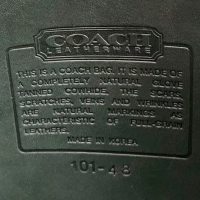 COACH
LEATHERWARE
THIS IS A COACH BAG. IT IS MADE OF
A COMPLETELY NATURAL GLOVE
TANNED COWHIDE. THE SCARS,
SCRATCHES, VEINS AND WRINKLES
ARE NATURAL MARKINGS AS
CHARACTERISTIC OF FULL GRAIN
LEATHERS.
MADE IN KOREA
101-48